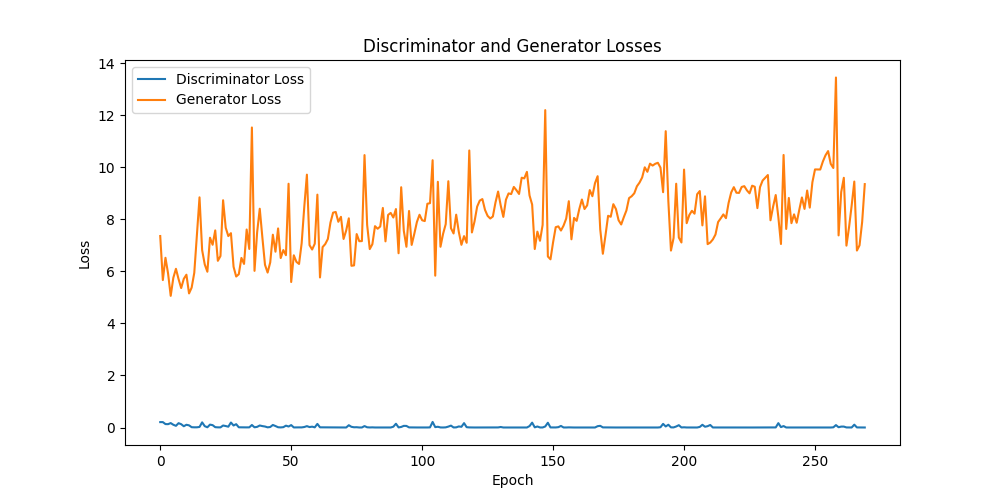 Discriminator and Generator Losses
Discriminator Loss
Generator Loss
14
12
10
8
6
4
2
0
Loss
0 50 100 150 200 250
Epoch